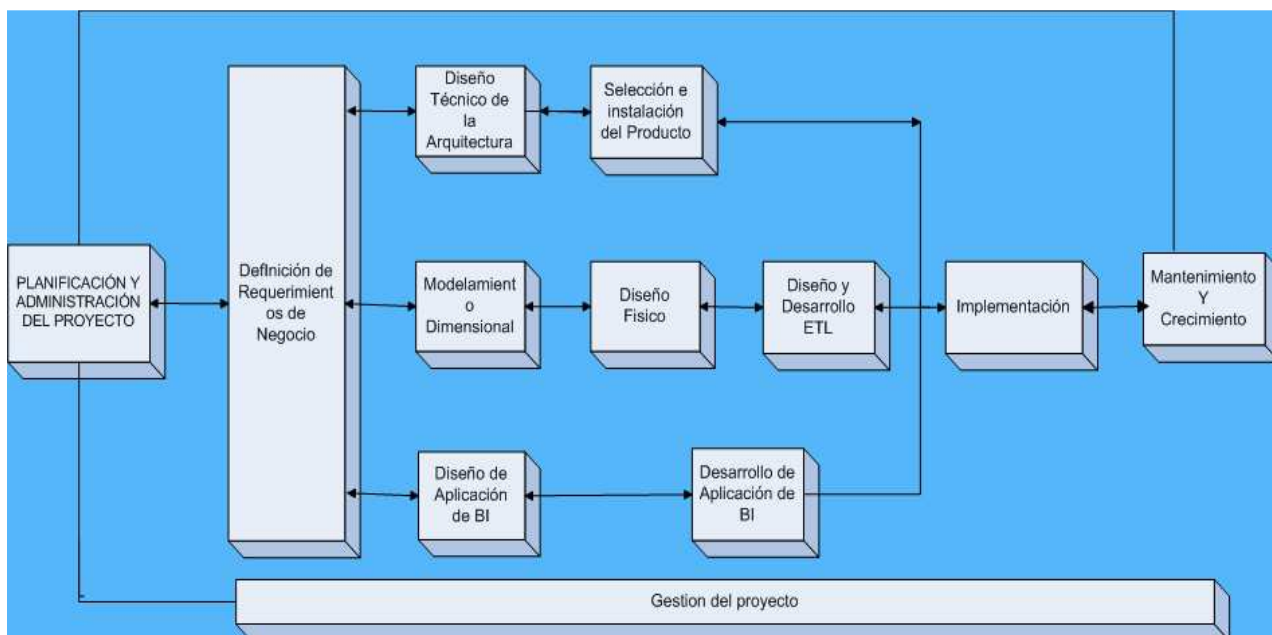 PLANIFICACIÓN Y
ADMINISTRACIÓN
DEL PROYECTO
Definición de
Requerimient
os de
Negocio
Diseño
Técnico de
la
Arquitectura
Selección e
instalación
del Producto
Modelamient
o
Dimensional
Diseño
Fisico
Diseño y
Desarrollo
ETL
Implementación
Mantenimiento
Y
Crecimiento
Diseño de
Aplicación
de BI
Desarrollo de
Aplicación de
BI
Gestion del proyecto